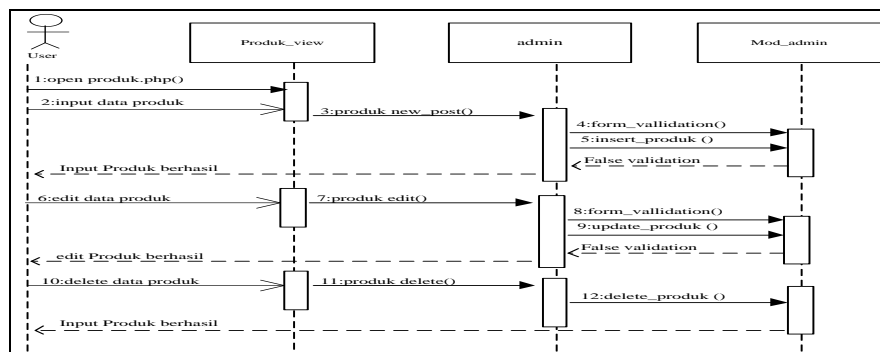 User
Produk_view
admin
Mod_admin
1:open produk.php()
2:input data produk
3:produk new_post()
4:form_vallidation()
5:insert_produk ()
False validation
Input Produk berhasil
6:edit data produk
7:produk edit()
8:form_vallidation()
9:update_produk ()
False validation
edit Produk berhasil
10:delete data produk
11:produk delete()
12:delete_produk ()
Input Produk berhasil